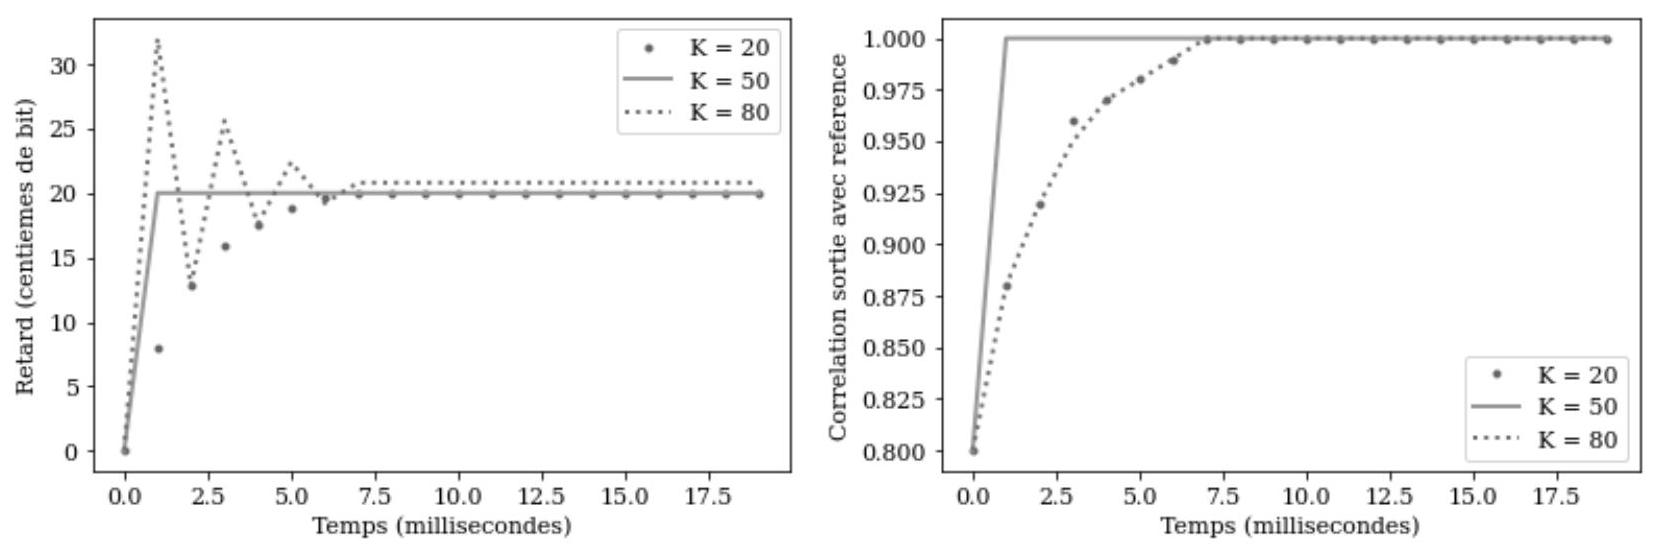 Retard (centiemes de bit)
30
25
20
15
10
5
0
K = 20
K = 50
K = 80
0.0 2.5 5.0 7.5 10.0 12.5 15.0 17.5
Temps (millisecondes)
Correlation sortie avec reference
1.000
0.975
0.950
0.925
0.900
0.875
0.850
0.825
0.800
K = 20
K = 50
K = 80
0.0 2.5 5.0 7.5 10.0 12.5 15.0 17.5
Temps (millisecondes)